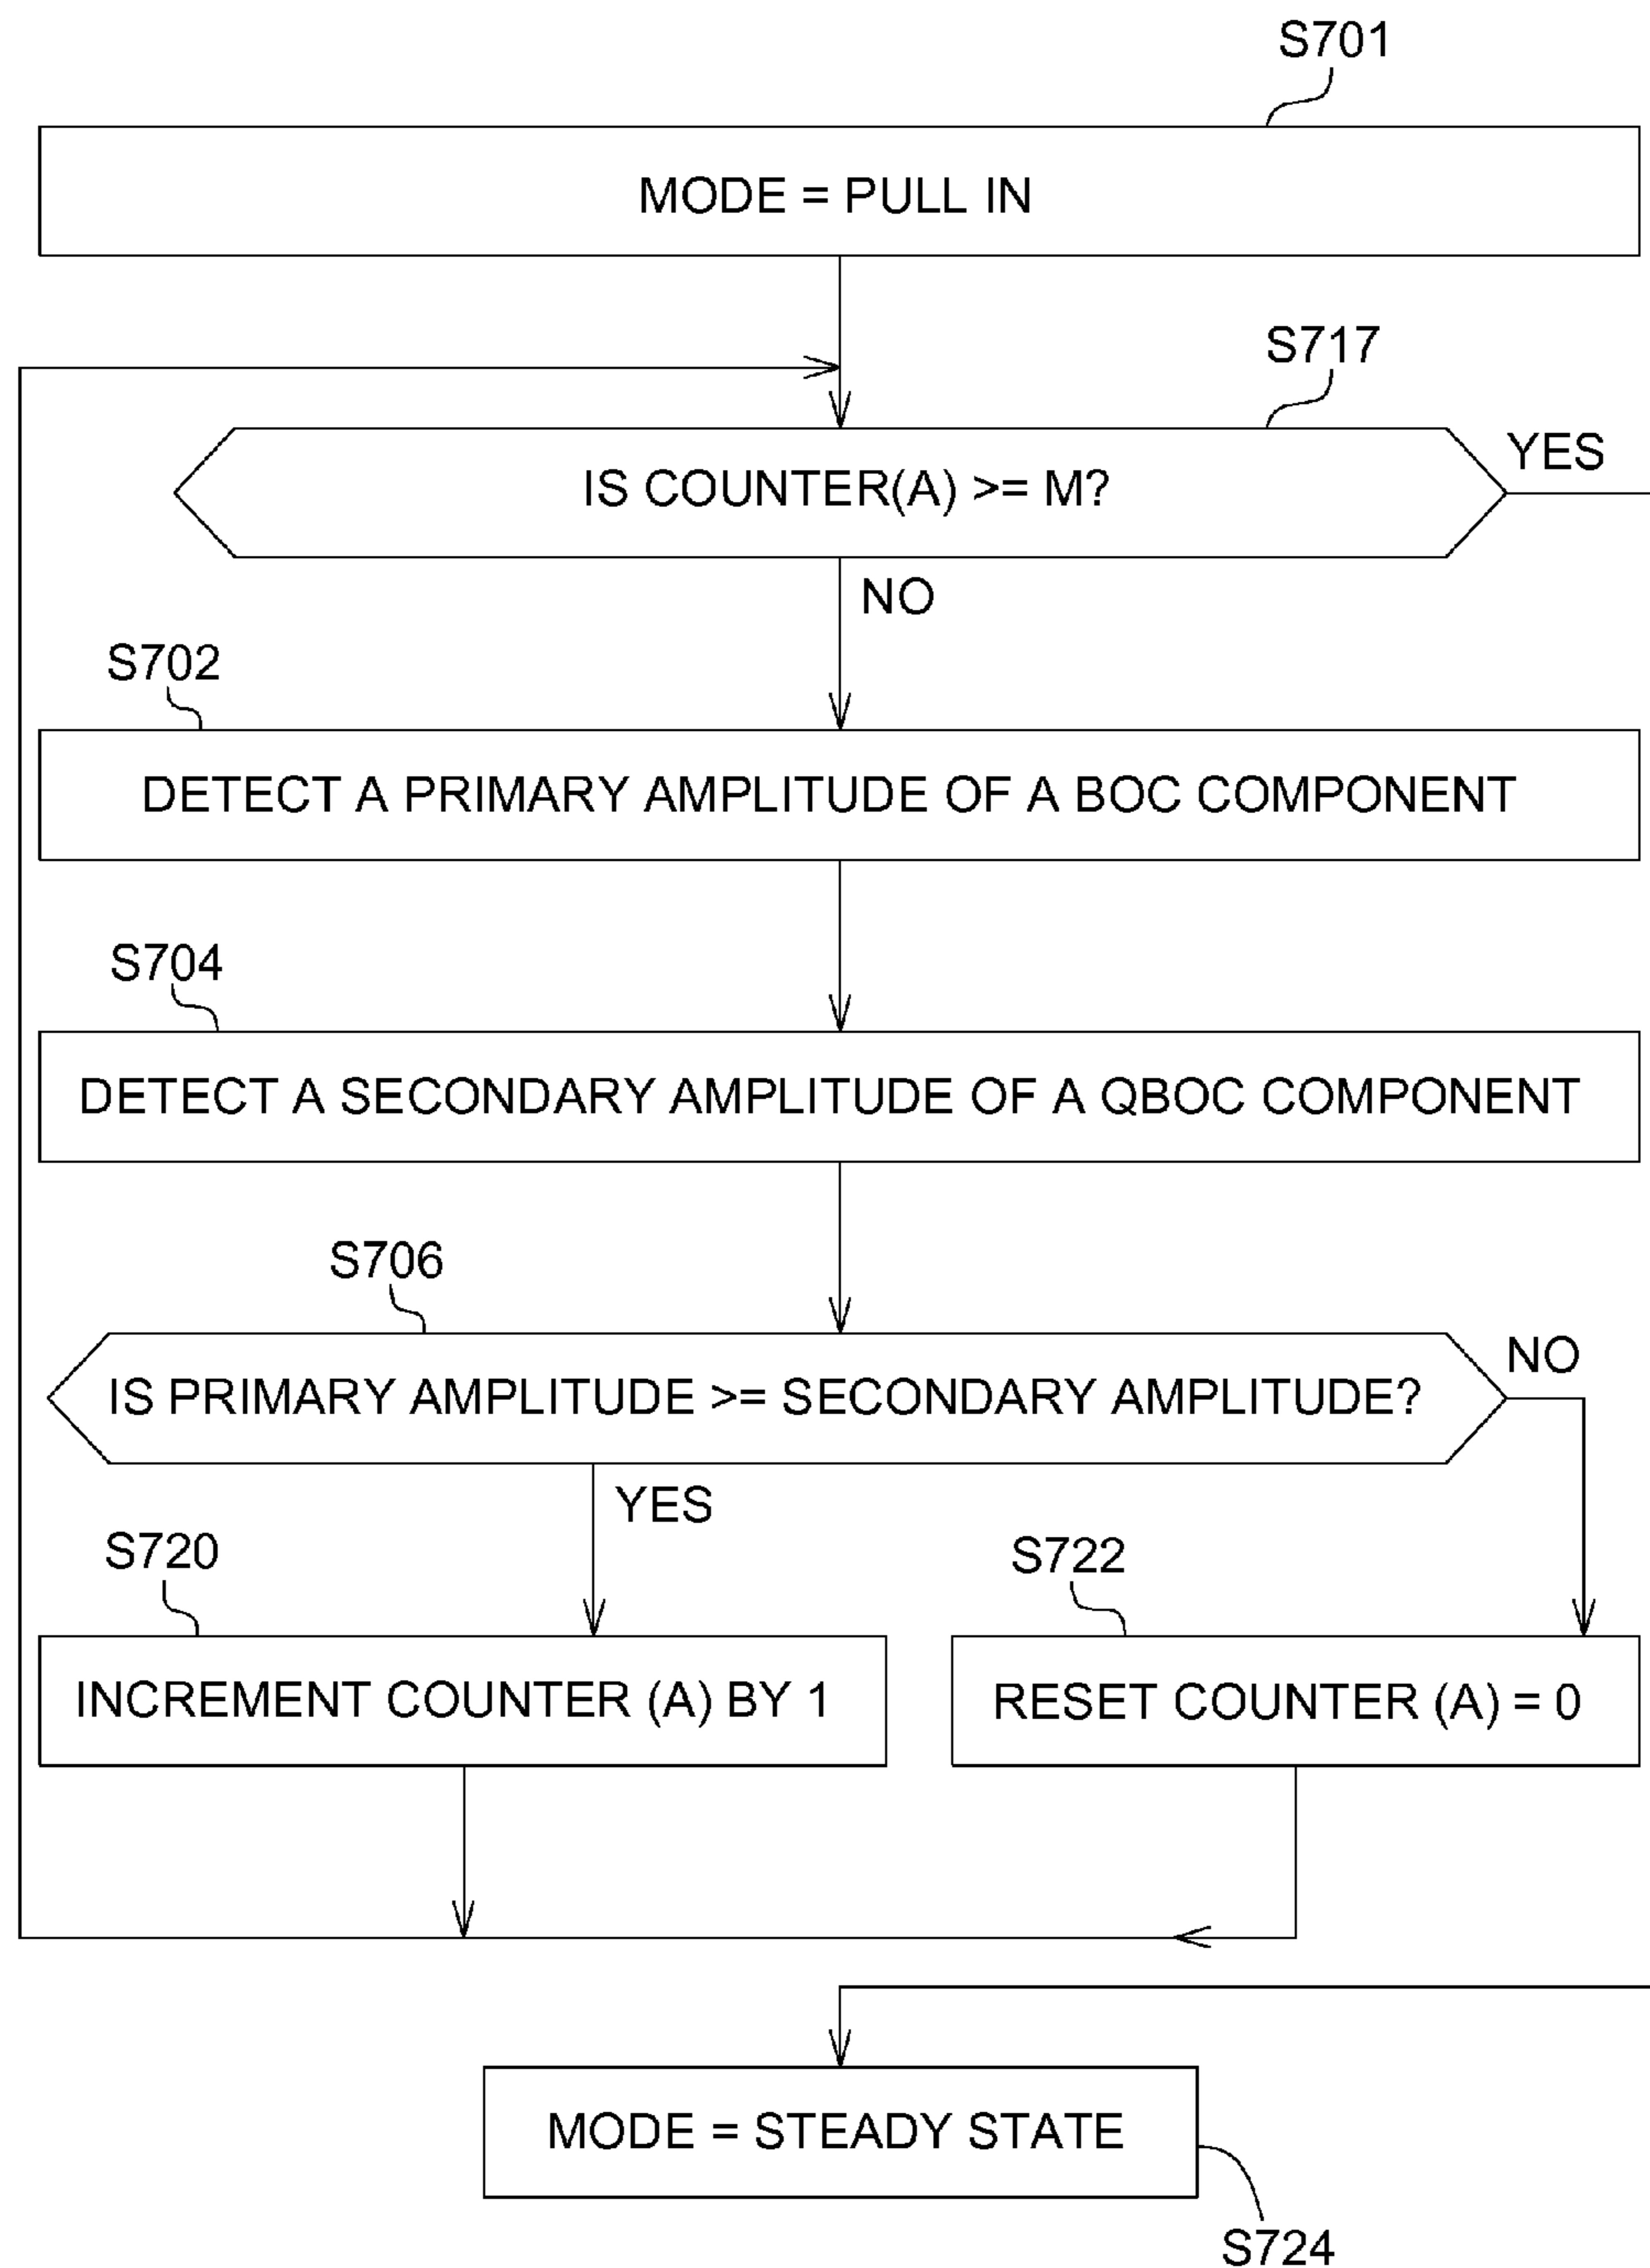 S701
MODE = PULL IN
S717
IS COUNTER(A) >= M?
YES
NO
S702
DETECT A PRIMARY AMPLITUDE OF A BOC COMPONENT
S704
DETECT A SECONDARY AMPLITUDE OF A QBOC COMPONENT
S706
IS PRIMARY AMPLITUDE >= SECONDARY AMPLITUDE?
NO
YES
S720
S722
INCREMENT COUNTER (A) BY 1
RESET COUNTER (A) = 0
MODE = STEADY STATE
S724